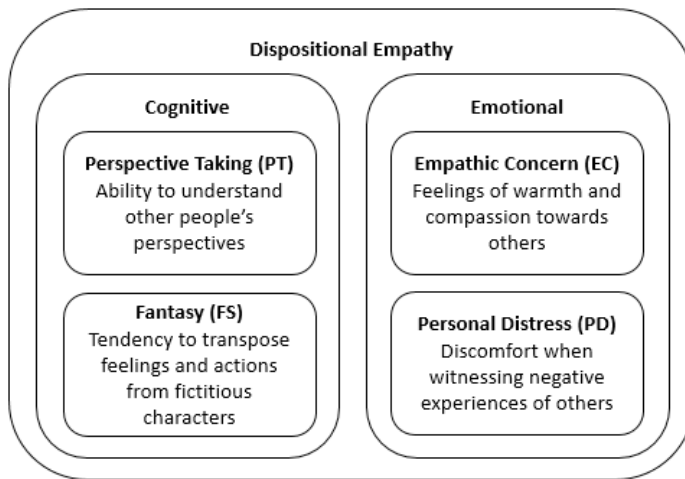 Dispositional Empathy
Cognitive
Perspective Taking (PT)
Ability to understand
other people's
perspectives
Fantasy (FS)
Tendency to transpose
feelings and actions
from fictitious
characters
Emotional
Empathic Concern (EC)
Feelings of warmth and
compassion towards
others
Personal Distress (PD)
Discomfort when
witnessing negative
experiences of others